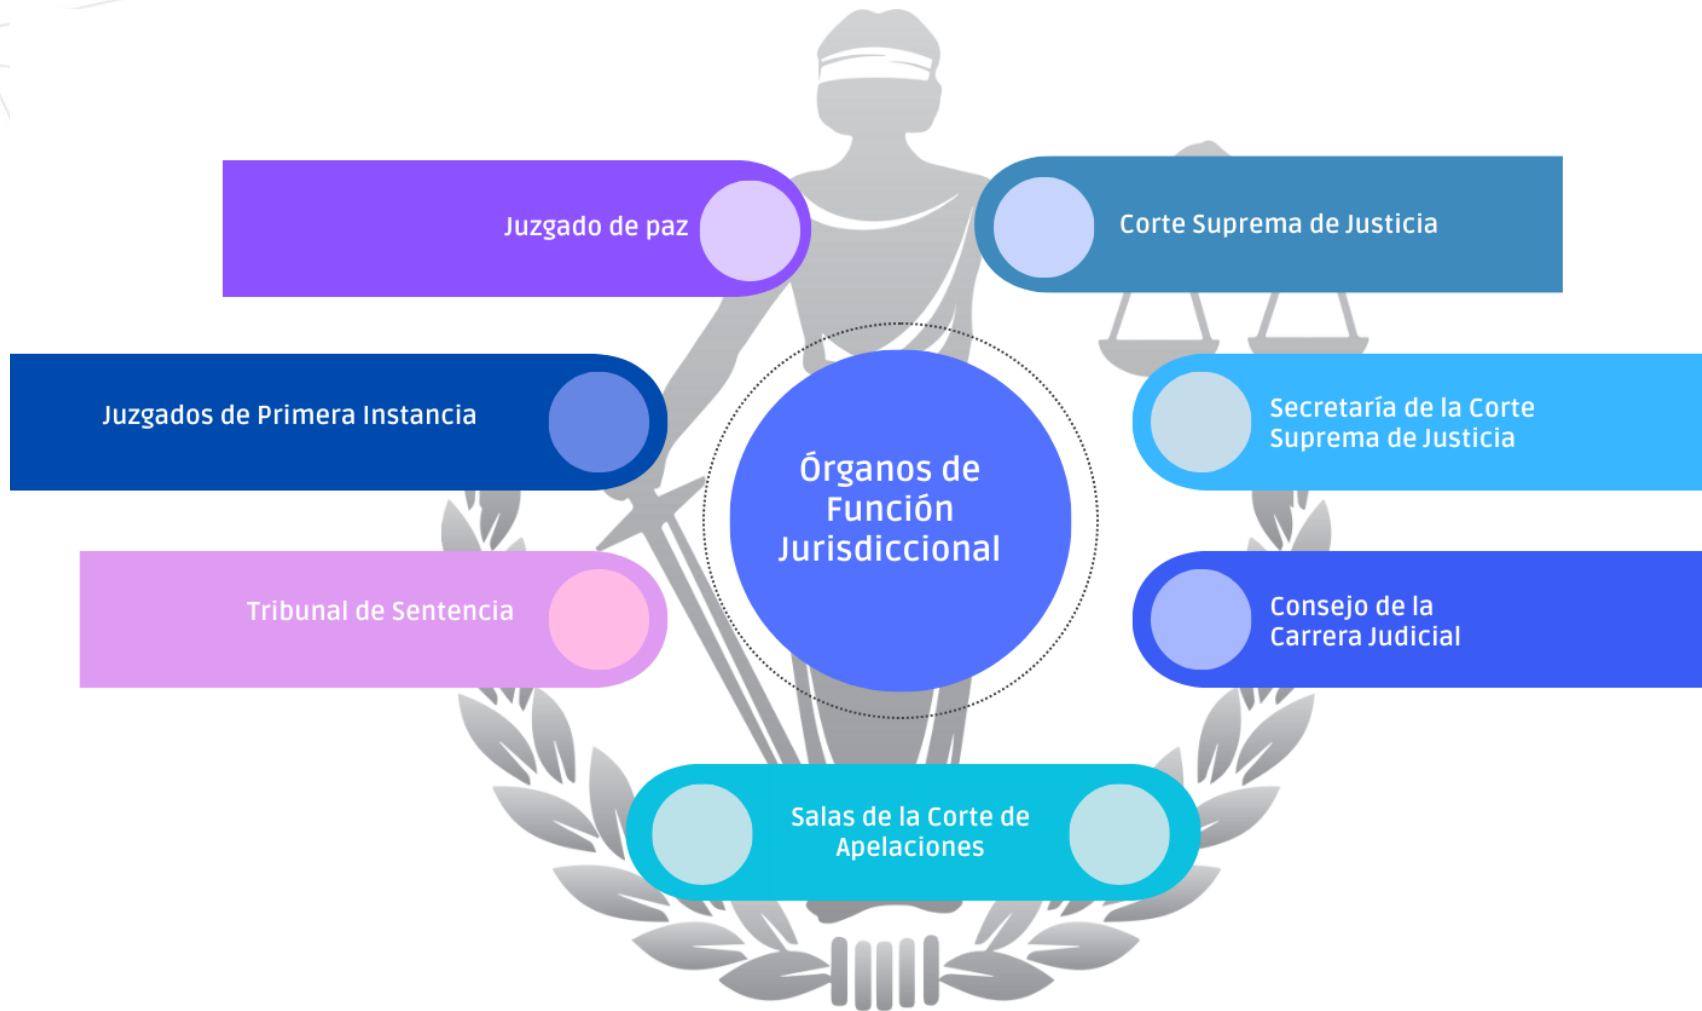 Juzgado de paz
Corte Suprema de Justicia
Juzgados de Primera Instancia
Secretaría de la Corte
Suprema de Justicia
Órganos de
Función
Jurisdiccional
Tribunal de Sentencia
Consejo de la
Carrera Judicial
Salas de la Corte de
Apelaciones